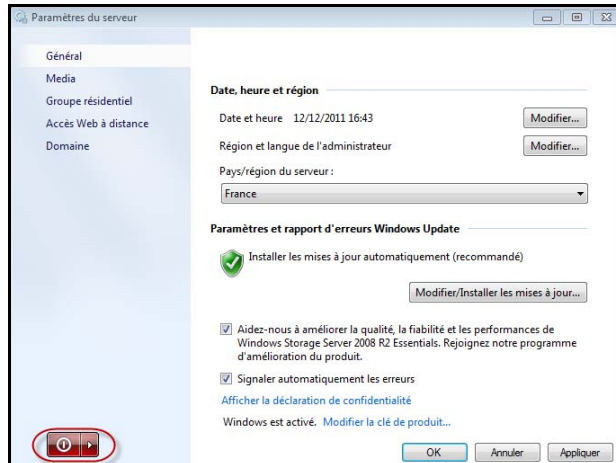 Paramètres du serveur
Général
Media
Groupe résidentiel
Accès Web à distance
Domaine
Date, heure et région
Date et heure 12/12/2011 16:43
Modifier...
Région et langue de l'administrateur
Modifier...
Pays/région du serveur :
France
Paramètres et rapport d'erreurs Windows Update
Installer les mises à jour automatiquement (recommandé)
Modifier/Installer les mises à jour...
Aidez-nous à améliorer la qualité, la fiabilité et les performances de
Windows Storage Server 2008 R2 Essentials. Rejoignez notre programme
d'amélioration du produit.
Signaler automatiquement les erreurs
Afficher la déclaration de confidentialité
Windows est activé. Modifier la clé de produit...
OK
Annuler
Appliquer